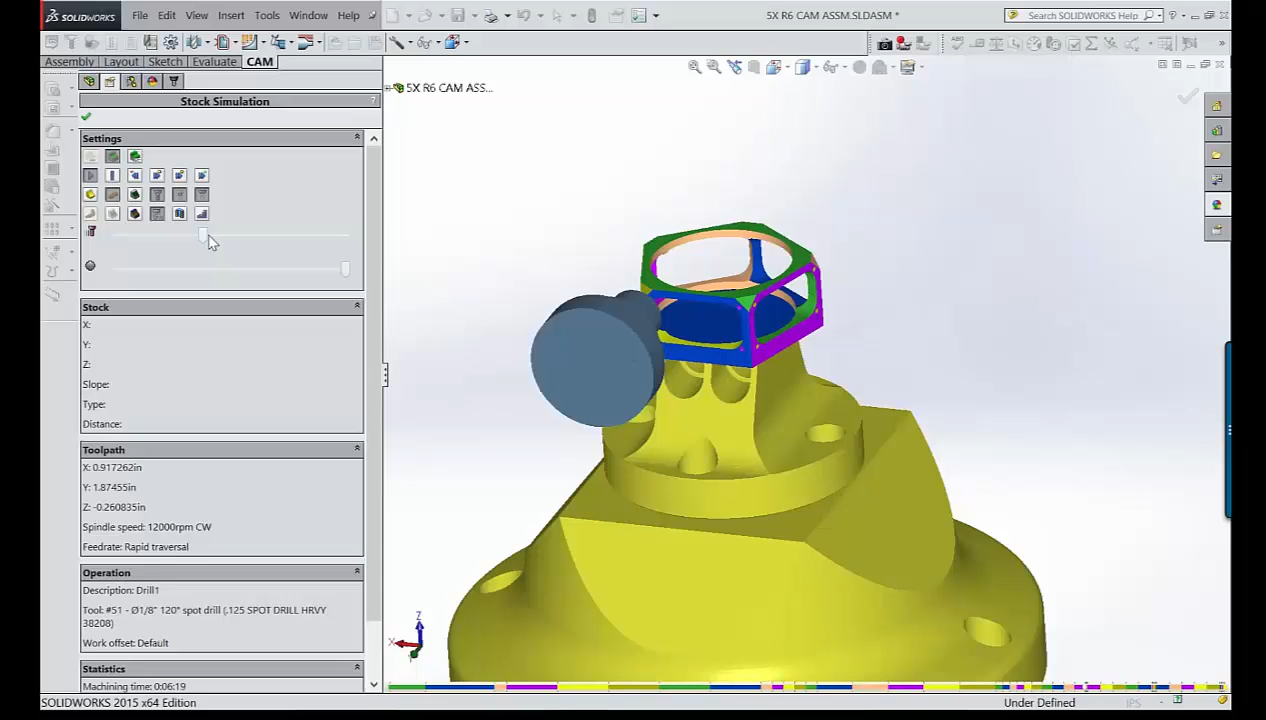 SOLIDWORKS File Edit View Insert Tools Window Help 5X R6 CAM ASSM.SLDASM * Search SOLIDWORKS Help
Assembly Layout Sketch Evaluate CAM
Stock Simulation ?
5X R6 CAM ASS...
Settings
Stock
X:
Y:
Z:
Slope:
Type:
Distance:
Toolpath
X: 0.917262in
Y: 1.87455in
Z: -0.260835in
Spindle speed: 12000rpm CW
Feedrate: Rapid traversal
Operation
Description: Drill1
Tool: #51 - Ø1/8" 120° spot drill (.125 SPOT DRILL HRVY
38208)
Work offset: Default
Statistics
Machining time: 0:06:19
Z
X
SOLIDWORKS 2015 x64 Edition Under Defined IPS